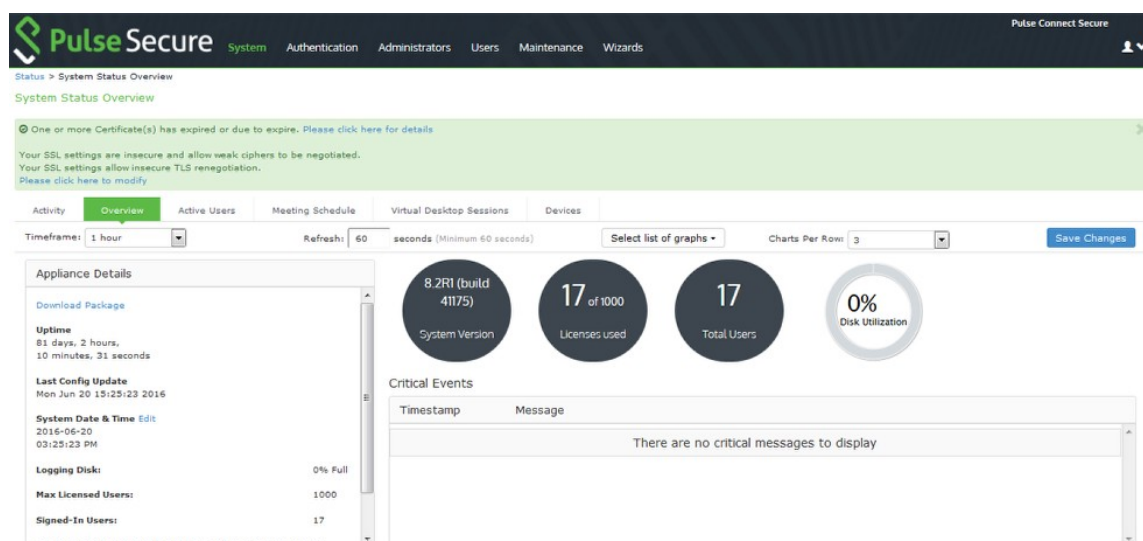 Pulse Connect Secure
Pulse Secure System Authentication Administrators Users Maintenance Wizards
Status > System Status Overview
System Status Overview
One or more Certificate(s) has expired or due to expire. Please click here for details
Your SSL settings are insecure and allow weak ciphers to be negotiated.
Your SSL settings allow insecure TLS renegotiation.
Please click here to modify
Activity Overview Active Users Meeting Schedule Virtual Desktop Sessions Devices
Timeframe: 1 hour Refresh: 60 seconds (Minimum 60 seconds) Select list of graphs Charts Per Row: 3 Save Changes
Appliance Details
Download Package
Uptime
81 days, 2 hours,
10 minutes, 31 seconds
Last Config Update
Mon Jun 20 15:25:23 2016
System Date & Time Edit
2016-06-20
03:25:23 PM
Logging Disk: 0% Full
Max Licensed Users: 1000
Signed-In Users: 17
8.2R1 (build
41175)
System Version
17 of 1000
Licenses used
17
Total Users
0%
Disk Utilization
Critical Events
Timestamp Message
There are no critical messages to display